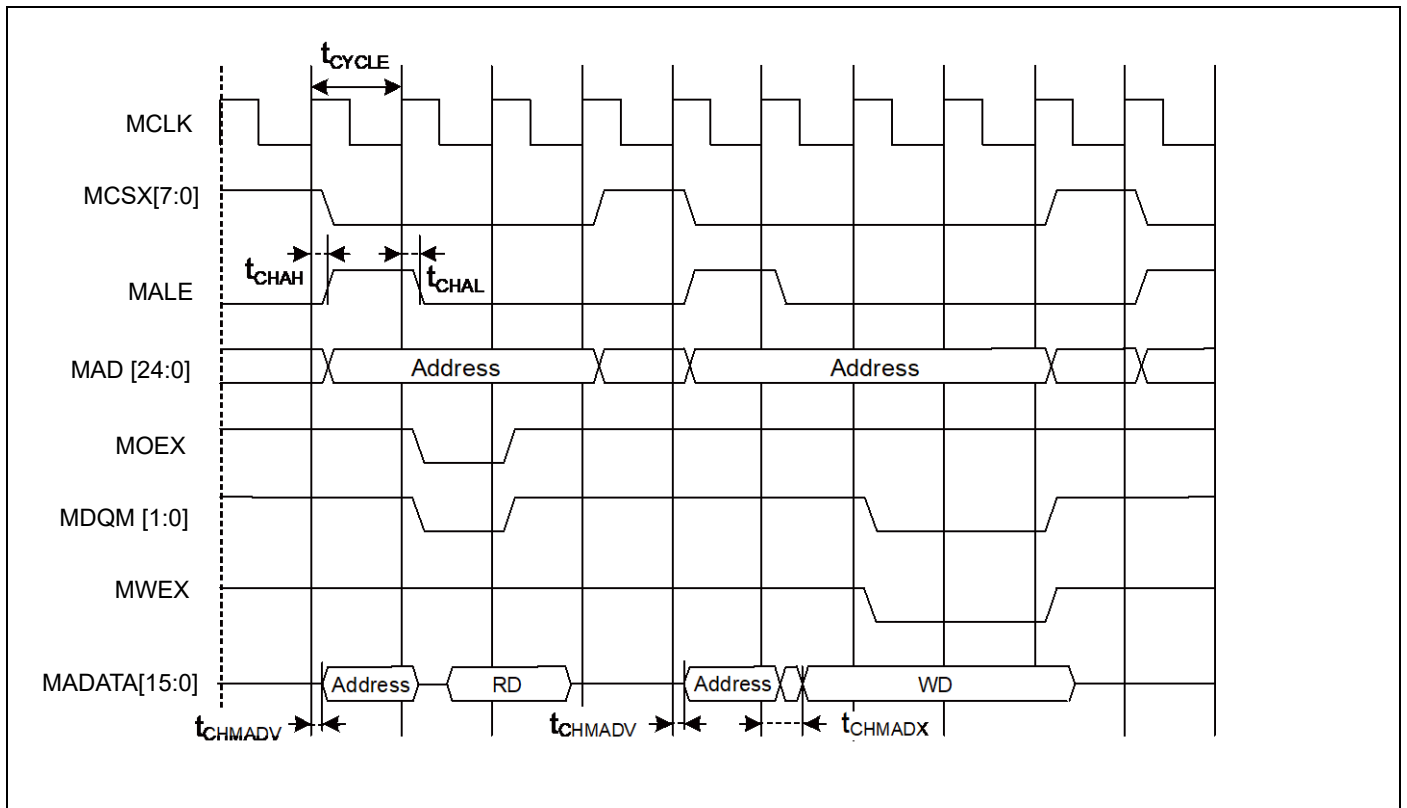 tCYCLE
MCLK
MCSX[7:0]
tCHAH
tCHAL
MALE
MAD [24:0]
Address
Address
MOEX
MDQM [1:0]
MWEX
MADATA[15:0]
Address
RD
Address
WD
tCHMADV
tCHMADV
tCHMADX